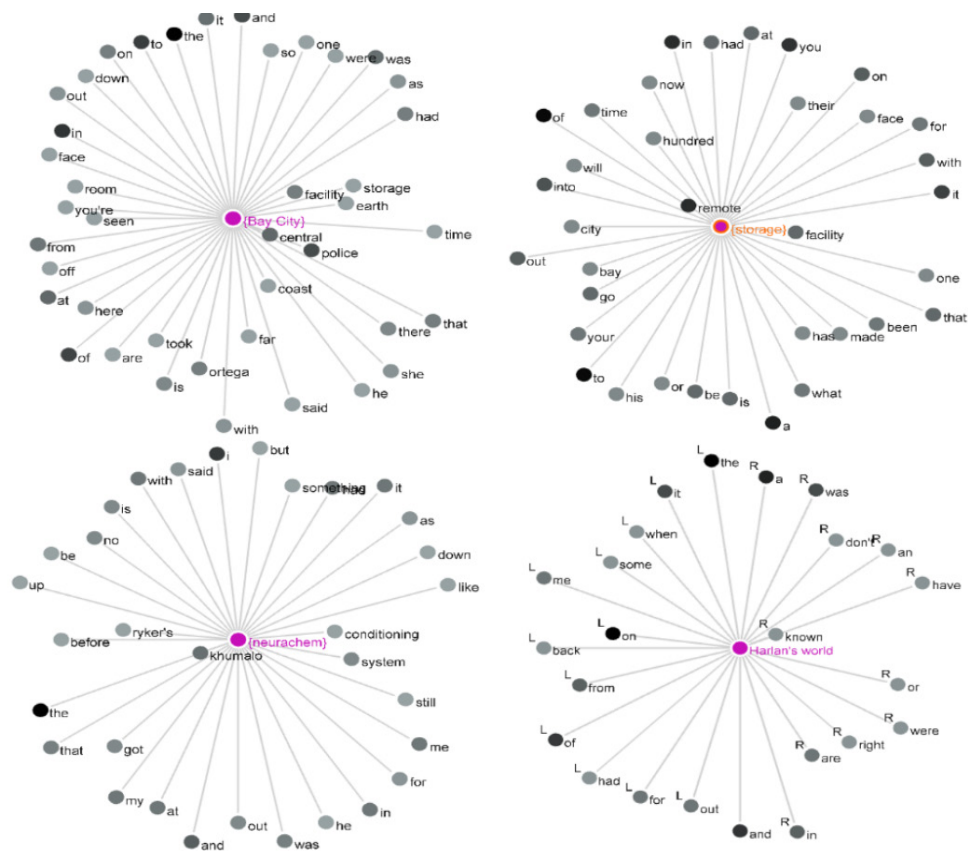 it
and
the
to
on
so
one
were
was
down
as
out
had
in
face
room
facility
storage
you're
earth
seen
{Bay City}
time
from
central
police
off
coast
at
here
that
there
far
took
of
are
ortega
she
is
he
said
with
in
had
at
you
now
on
their
time
of
face
for
hundred
will
with
into
it
remote
city
{storage}
facility
out
bay
one
go
that
been
your
has
made
to
or
what
his
be
is
a
i
but
said
with
something
had
it
is
no
as
be
down
up
like
ryker's
conditioning
before
{neurachem}
khumalo
system
still
the
that
got
me
for
my
at
in
out
he
and
was
L
the
R
a
L
it
R
was
L
when
R
don't
R
an
L
some
L
me
R
have
L
on
R
known
L
back
Harlan's world
L
from
R
or
R
were
L
of
R
right
R
are
L
had
L
for
L
out
and
R
in